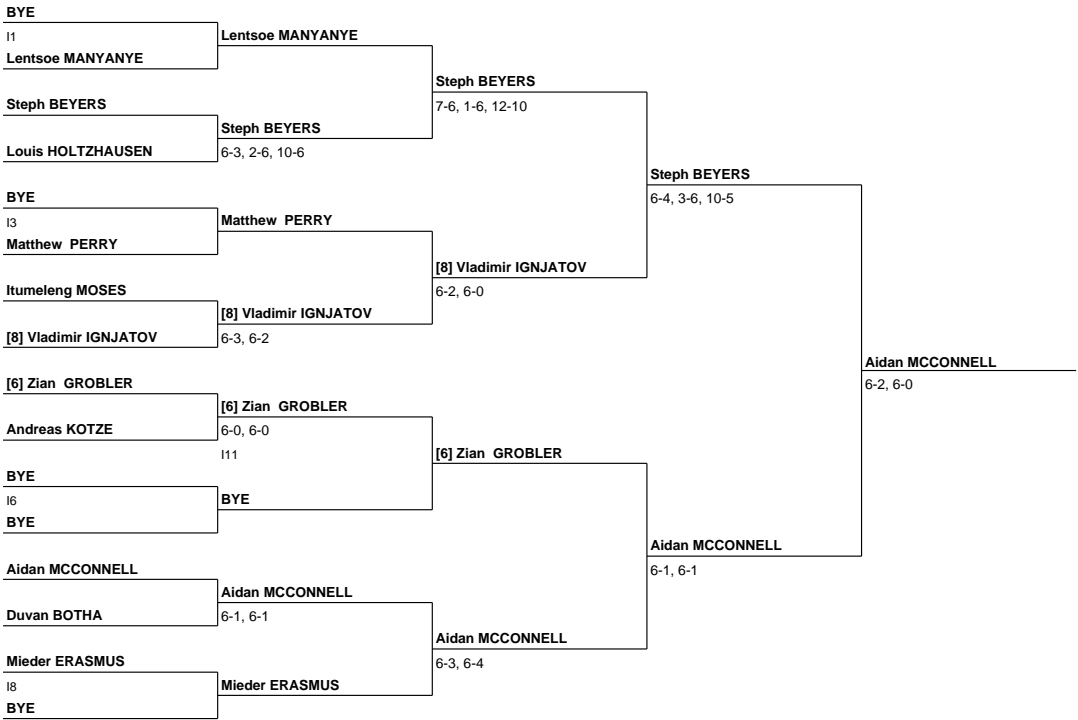 BYE
I1
Lentsoe MANYANYE
Steph BEYERS
Louis HOLTZHAUSEN
BYE
I3
Matthew PERRY
Itumeleng MOSES
[8] Vladimir IGNJATOV
[6] Zian GROBLER
Andreas KOTZE
BYE
I6
BYE
Aidan MCCONNELL
Duvan BOTHA
Mieder ERASMUS
I8
BYE
Lentsoe MANYANYE
Steph BEYERS
6-3, 2-6, 10-6
Matthew PERRY
[8] Vladimir IGNJATOV
6-3, 6-2
[6] Zian GROBLER
6-0, 6-0
I11
BYE
Aidan MCCONNELL
6-1, 6-1
Mieder ERASMUS
Steph BEYERS
7-6, 1-6, 12-10
[8] Vladimir IGNJATOV
6-2, 6-0
[6] Zian GROBLER
Aidan MCCONNELL
6-3, 6-4
Steph BEYERS
6-4, 3-6, 10-5
Aidan MCCONNELL
6-1, 6-1
Aidan MCCONNELL
6-2, 6-0